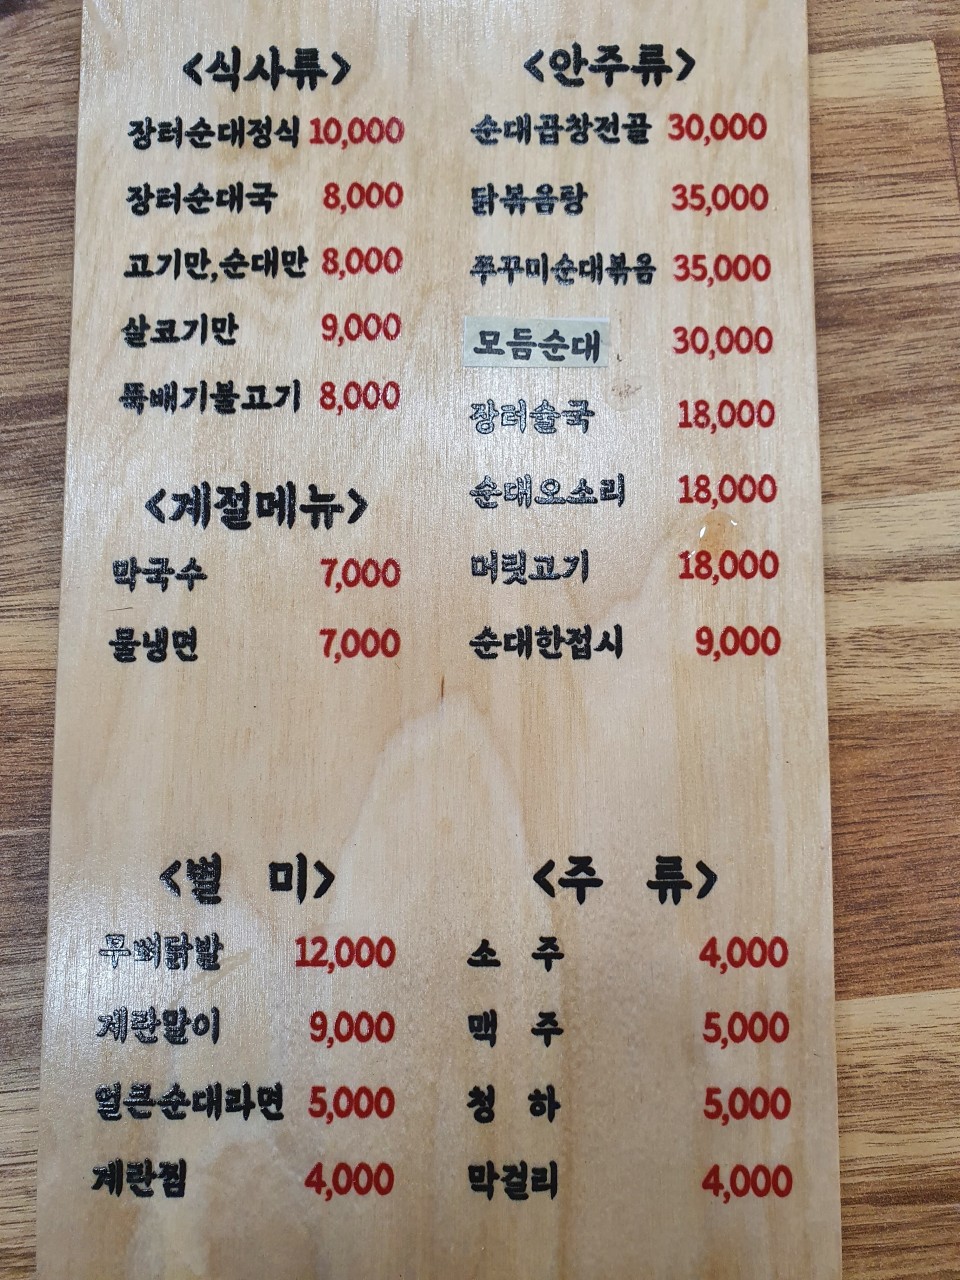 <식사류>
장터순대정식 10,000
장터순대국 8,000
고기만,순대만 8,000
살코기만 9,000
뚝배기불고기 8,000
<계절메뉴>
막국수 7,000
물냉면 7,000
<안주류>
순대곱창전골 30,000
닭볶음탕 35,000
쭈꾸미순대볶음 35,000
모듬순대 30,000
장터술국 18,000
순대오소리 18,000
머릿고기 18,000
순대한접시 9,000
<별 미>
무뼈닭발 12,000
계란말이 9,000
얼큰순대라면 5,000
계란찜 4,000
<주 류>
소 주 4,000
맥 주 5,000
청 하 5,000
막걸리 4,000